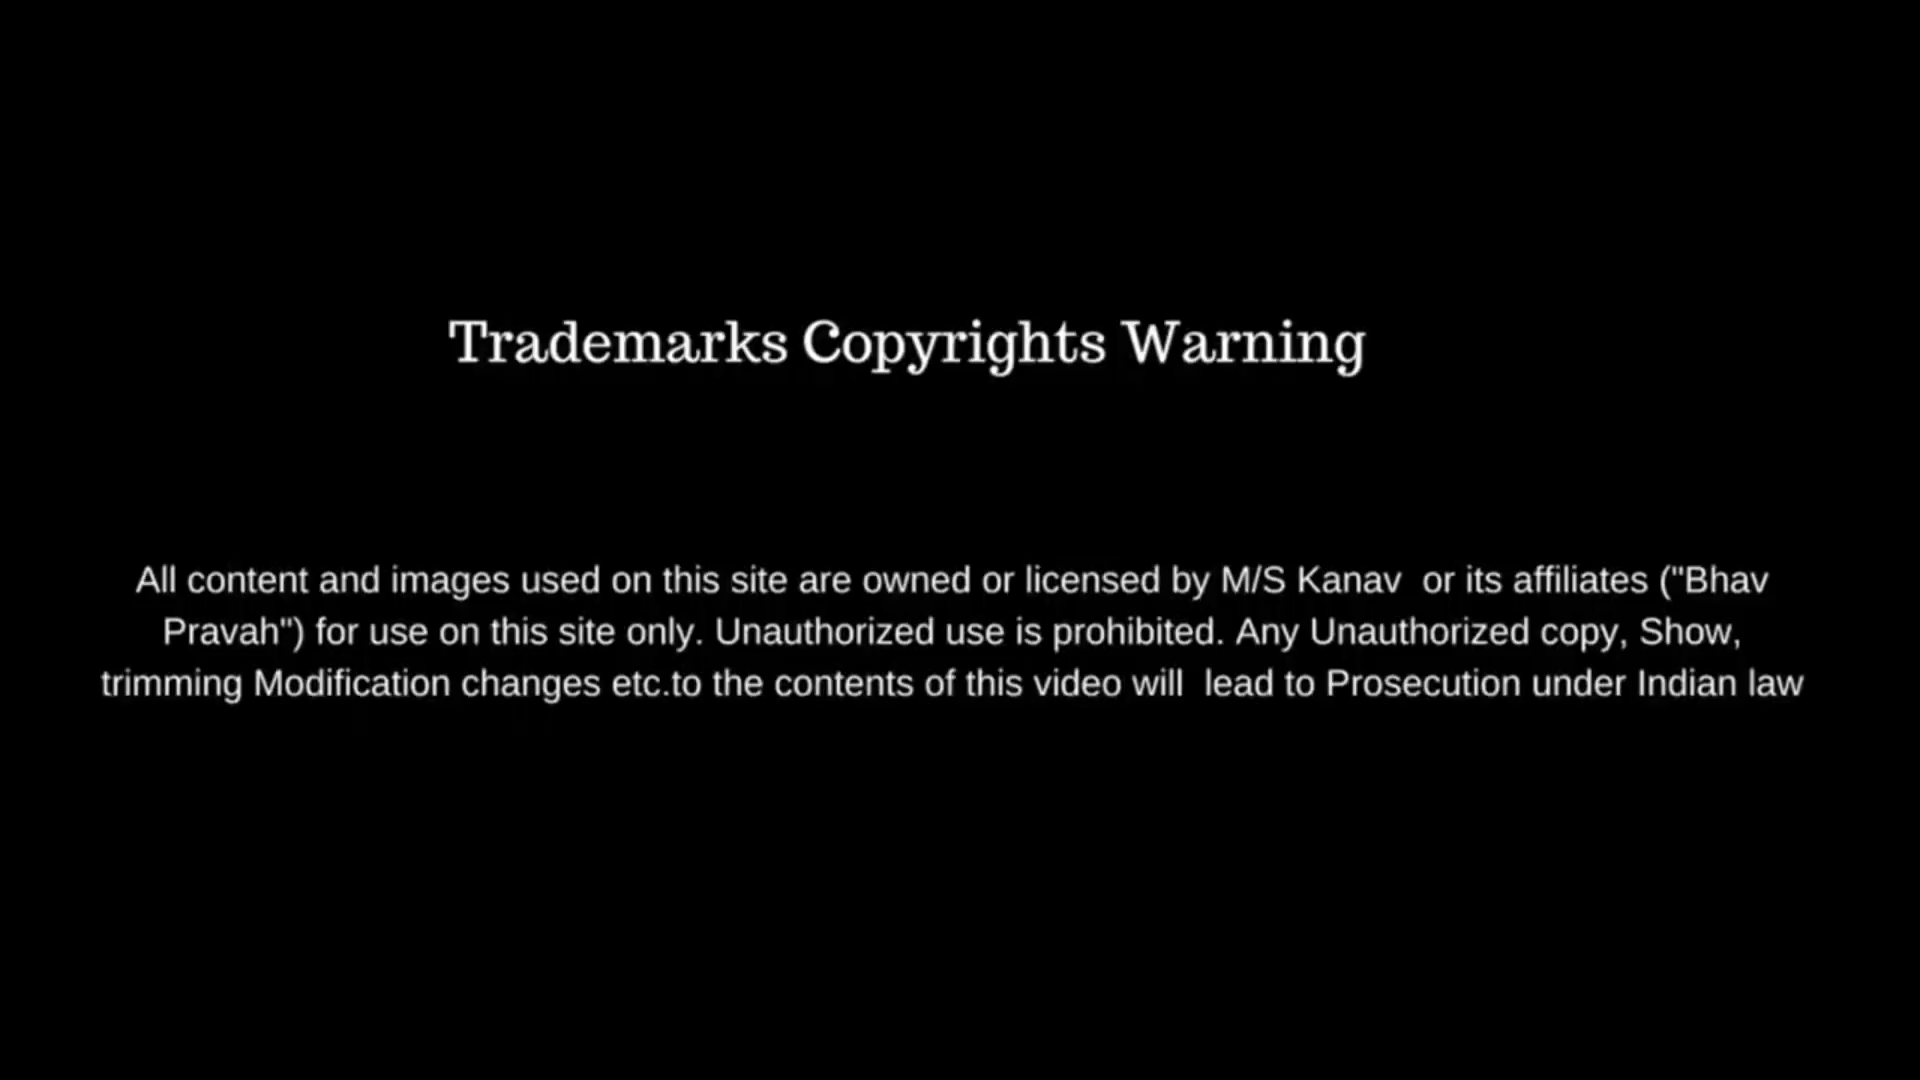 Trademarks Copyrights Warning
All content and images used on this site are owned or licensed by M/S Kanav  or its affiliates ("Bhav
Pravah") for use on this site only. Unauthorized use is prohibited. Any Unauthorized copy, Show,
trimming Modification changes etc.to the contents of this video will  lead to Prosecution under Indian law